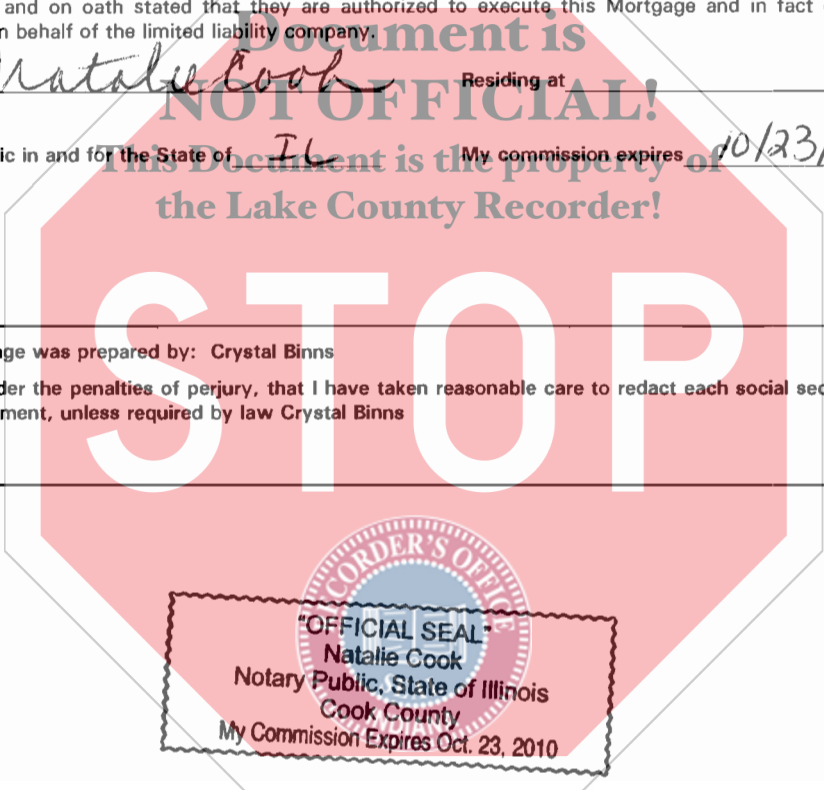 and on oath stated that they are authorized to execute this Mortgage and in fact
n behalf of the limited liability company.
Document is
Natalie Cook Residing at
NOT OFFICIAL!
ic in and for the State of IL My commission expires 10/23/
This Document is the property of
the Lake County Recorder!
STOP
ge was prepared by: Crystal Binns
der the penalties of perjury, that I have taken reasonable care to redact each social sec
ment, unless required by law Crystal Binns
RECORDER'S OFFICE
"OFFICIAL SEAL"
Natalie Cook
Notary Public, State of Illinois
Cook County
INDIANA
My Commission Expires Oct. 23, 2010